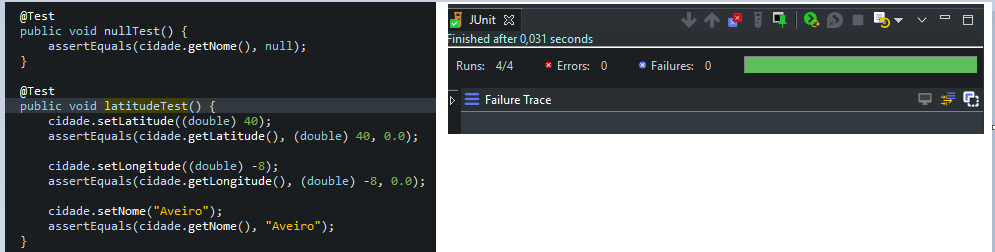 @Test
public void nullTest() {
    assertEquals(cidade.getNome(), null);
}
@Test
public void latitudeTest() {
    cidade.setLatitude((double) 40);
    assertEquals(cidade.getLatitude(), (double) 40, 0.0);
    cidade.setLongitude((double) -8);
    assertEquals(cidade.getLongitude(), (double) -8, 0.0);
    cidade.setNome("Aveiro");
    assertEquals(cidade.getNome(), "Aveiro");
}
JUnit
Finished after 0,031 seconds
Runs: 4/4 Errors: 0 Failures: 0
Failure Trace